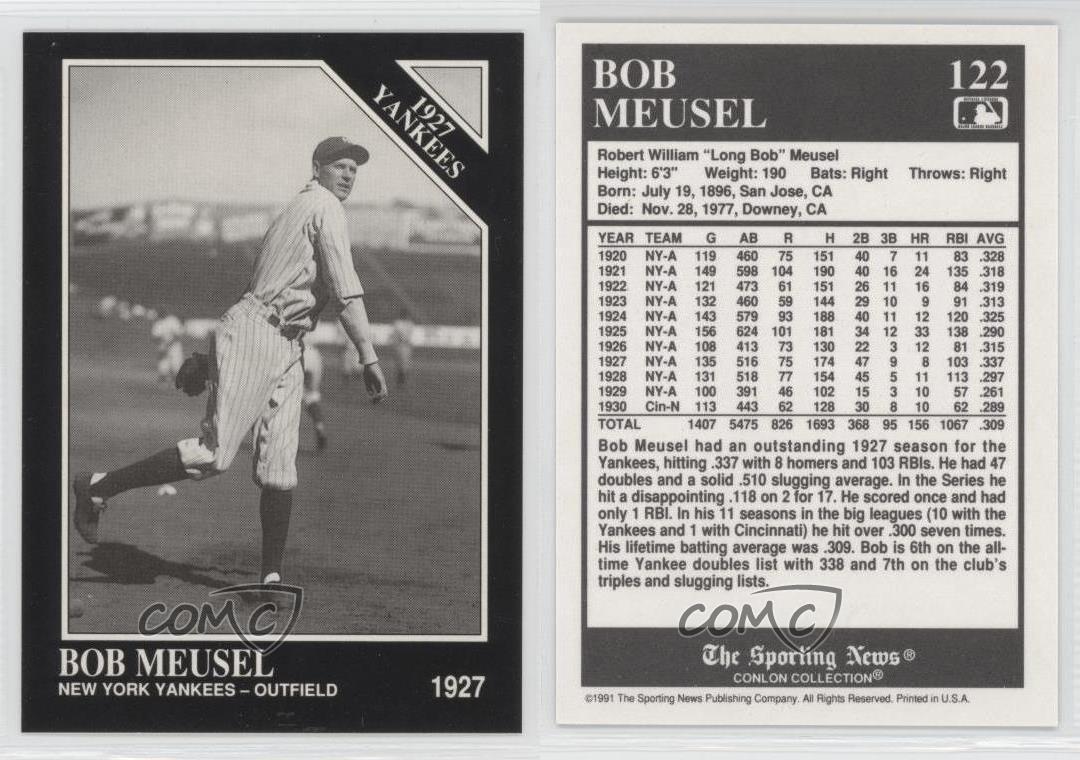 1927
YANKEES
COMC
BOB MEUSEL
NEW YORK YANKEES – OUTFIELD
1927
BOB
MEUSEL
122
Robert William “Long Bob” Meusel
Height: 6'3" Weight: 190 Bats: Right Throws: Right
Born: July 19, 1896, San Jose, CA
Died: Nov. 28, 1977, Downey, CA
YEAR TEAM G AB R H 2B 3B HR RBI AVG
1920 NY-A 119 460 75 151 40 7 11 83 .328
1921 NY-A 149 598 104 190 40 16 24 135 .318
1922 NY-A 121 473 61 151 26 11 16 84 .319
1923 NY-A 132 460 59 144 29 10 9 91 .313
1924 NY-A 143 579 93 188 40 11 12 120 .325
1925 NY-A 156 624 101 181 34 12 33 138 .290
1926 NY-A 108 413 73 130 22 3 12 81 .315
1927 NY-A 135 516 75 174 47 9 8 103 .337
1928 NY-A 131 518 77 154 45 5 11 113 .297
1929 NY-A 100 391 46 102 15 3 10 57 .261
1930 Cin-N 113 443 62 128 30 8 10 62 .289
TOTAL 1407 5475 826 1693 368 95 156 1067 .309
Bob Meusel had an outstanding 1927 season for the
Yankees, hitting .337 with 8 homers and 103 RBIs. He had 47
doubles and a solid .510 slugging average. In the Series he
hit a disappointing .118 on 2 for 17. He scored once and had
only 1 RBI. In his 11 seasons in the big leagues (10 with the
Yankees and 1 with Cincinnati) he hit over .300 seven times.
His lifetime batting average was .309. Bob is 6th on the all-
time Yankee doubles list with 338 and 7th on the club's
triples and slugging lists.
COMC
The Sporting News®
CONLON COLLECTION®
©1991 The Sporting News Publishing Company. All Rights Reserved. Printed in U.S.A.